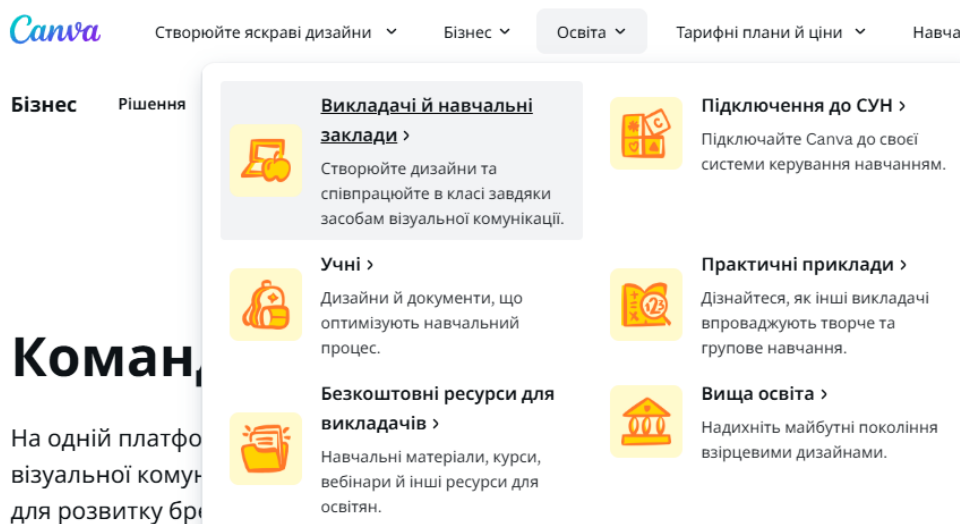 Canva
Створюйте яскраві дизайни
Бізнес
Освіта
Тарифні плани й ціни
Бізнес
Рішення
Викладачі й навчальні
заклади
Створюйте дизайни та
співпрацюйте в класі завдяки
засобам візуальної комунікації.
Підключення до СУН
Підключайте Canva до своєї
системи керування навчанням.
Учні
Дизайни й документи, що
оптимізують навчальний
процес.
Практичні приклади
Дізнайтеся, як інші викладачі
впроваджують творче та
групове навчання.
Безкоштовні ресурси для
викладачів
Навчальні матеріали, курси,
вебінари й інші ресурси для
освітян.
Вища освіта
Надихніть майбутні покоління
взірцевими дизайнами.
На одній
візуальної
для розвитку